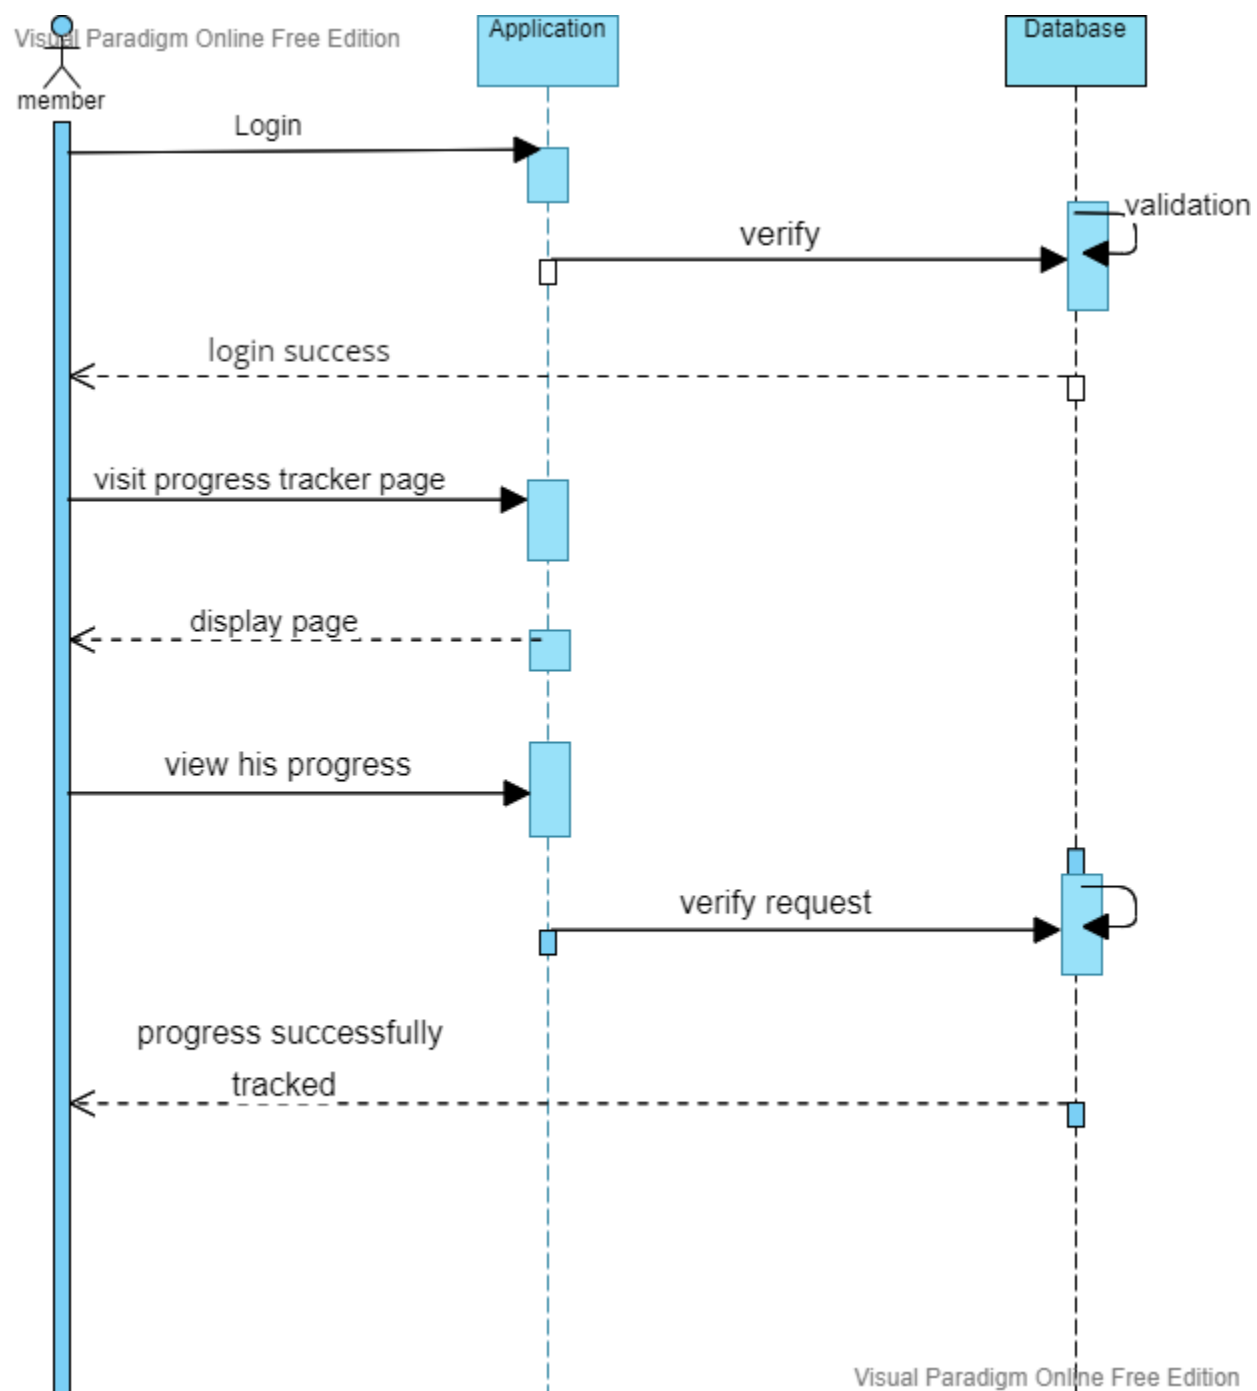 Visual Paradigm Online Free Edition
Application
Database
member
Login
validation
verify
login success
visit progress tracker page
display page
view his progress
verify request
progress successfully
tracked
Visual Paradigm Online Free Edition